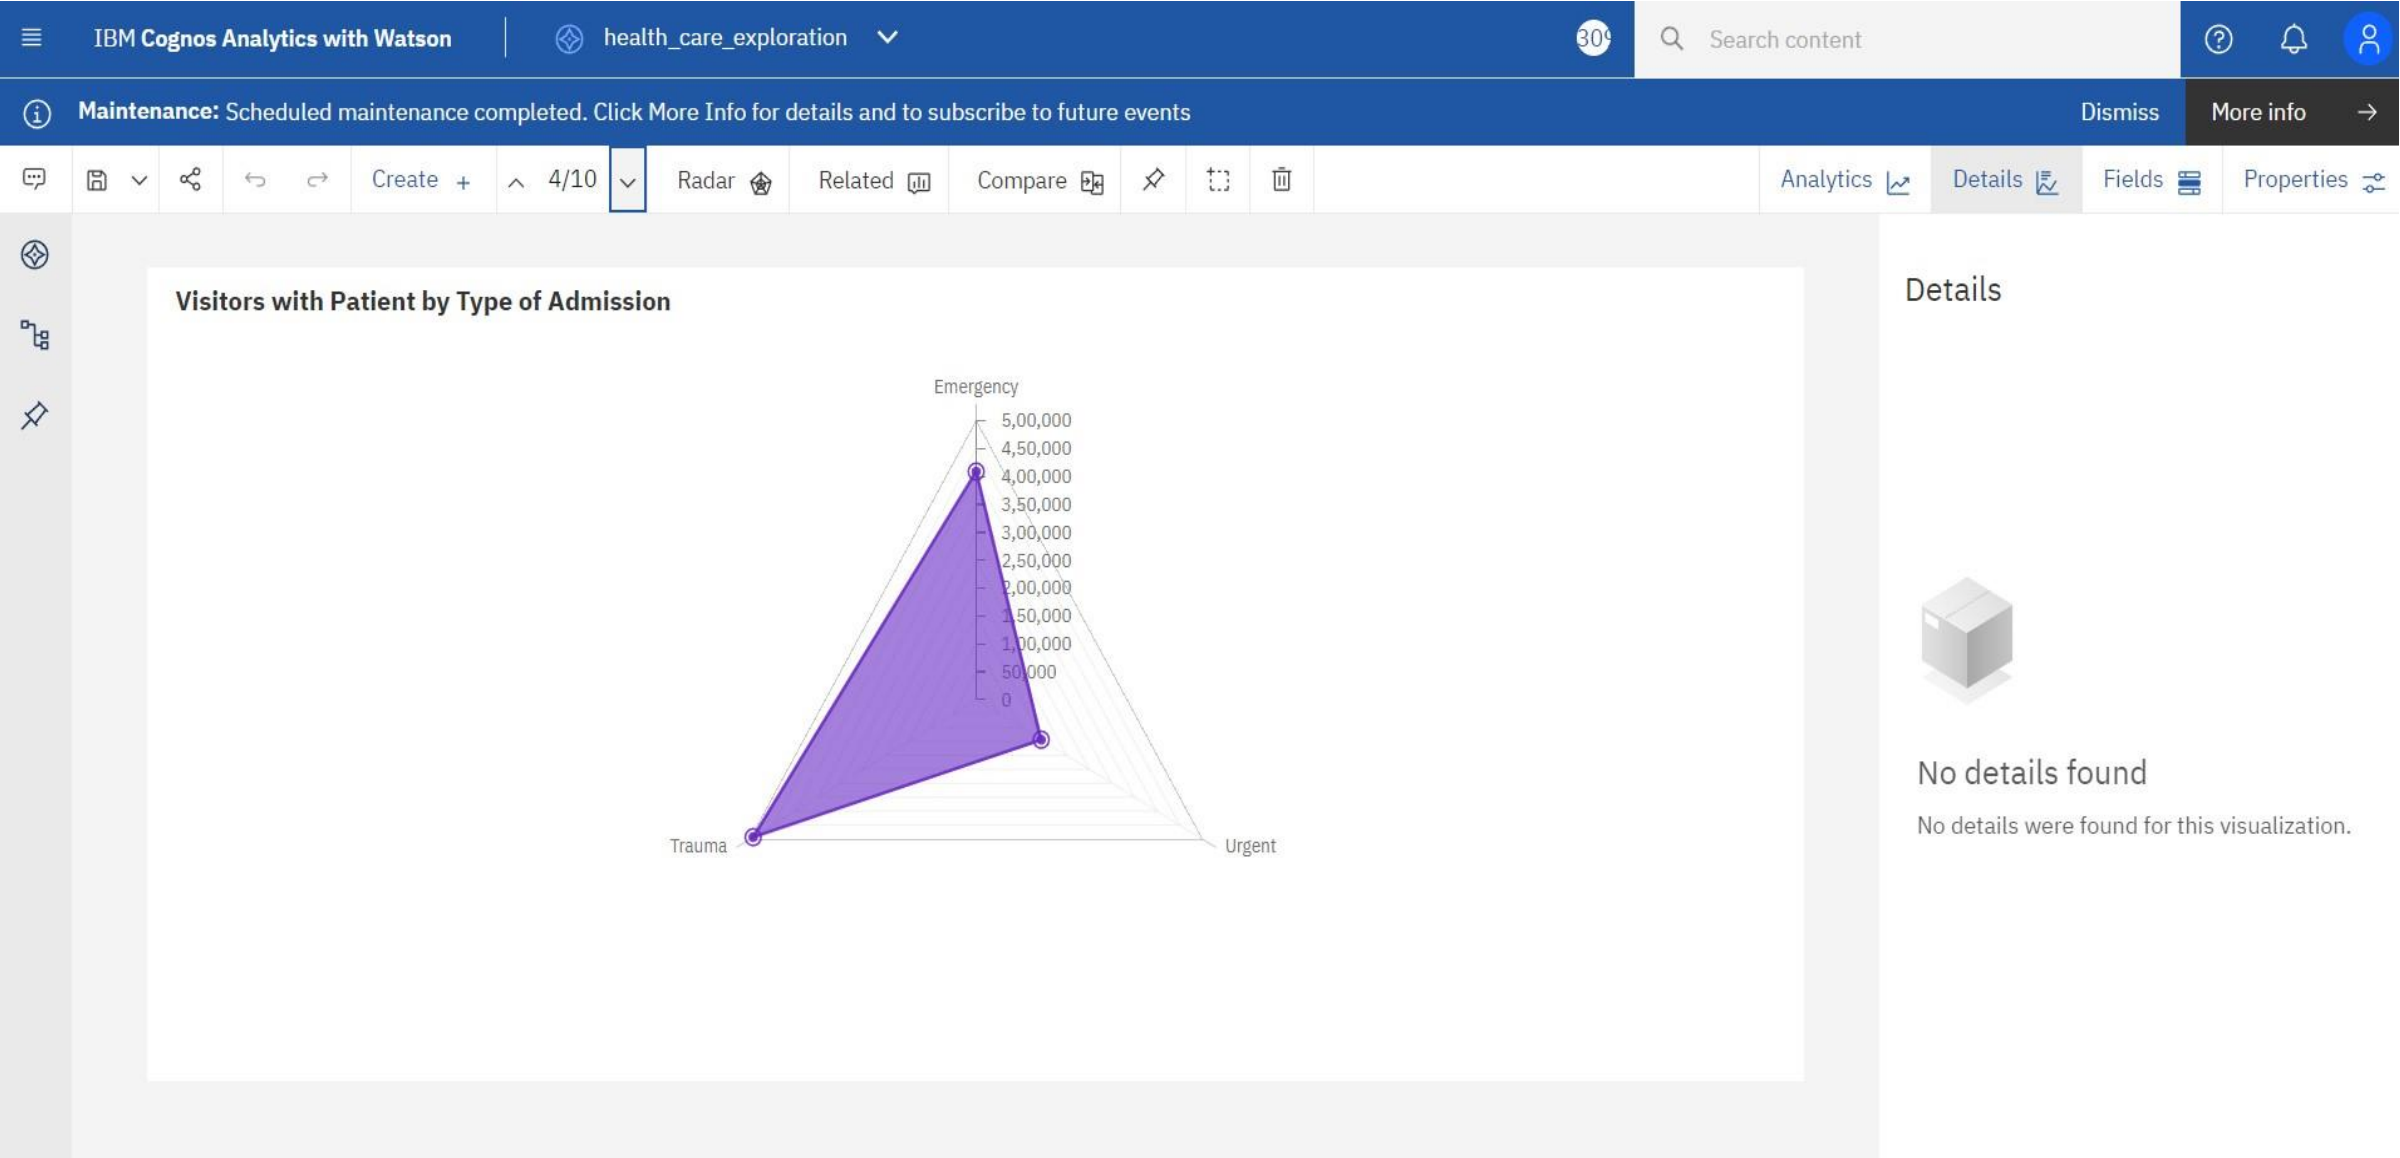 IBM Cognos Analytics with Watson health_care_exploration Search content
Maintenance: Scheduled maintenance completed. Click More Info for details and to subscribe to future events Dismiss More info
Create 4/10 Radar Related Compare Analytics Details Fields Properties
Visitors with Patient by Type of Admission
Emergency
5,00,000
4,50,000
4,00,000
3,50,000
3,00,000
2,50,000
2,00,000
1,50,000
1,00,000
50,000
0
Trauma Urgent
Details
No details found
No details were found for this visualization.